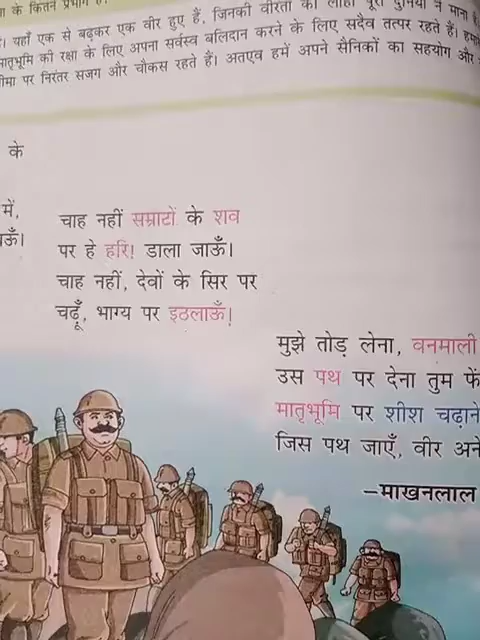 के कितने प्रभाग
यहाँ एक से बढ़कर एक वीर हुए हैं, जिनकी वीरता का लोहा पूरी दुनिया ने माना है
मातृभूमि की रक्षा के लिए अपना सर्वस्व बलिदान करने के लिए सदैव तत्पर रहते हैं।
सीमा पर निरंतर सजग और चौकस रहते हैं। अतएव हमें अपने सैनिकों का सहयोग और
के
में,
चाह नहीं सम्राटों के शव
पर हे हरि! डाला जाऊँ।
चाह नहीं, देवों के सिर पर
चढ़ूँ, भाग्य पर इठलाऊँ!
मुझे तोड़ लेना, वनमाली
उस पथ पर देना तुम फें
मातृभूमि पर शीश चढ़ाने
जिस पथ जाएँ, वीर अने
–माखनलाल